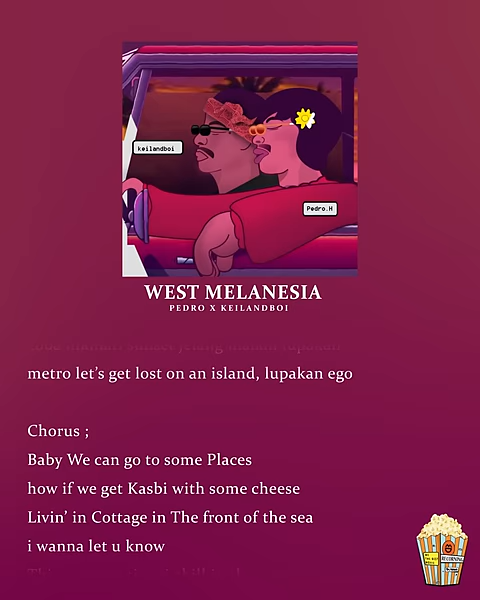 keilandboi
Pedro.H
WEST MELANESIA
PEDRO X KEILANDBOI
metro let's get lost on an island, lupakan ego
Chorus ;
Baby We can go to some Places
how if we get Kasbi with some cheese
Livin' in Cottage in The front of the sea
i wanna let u know